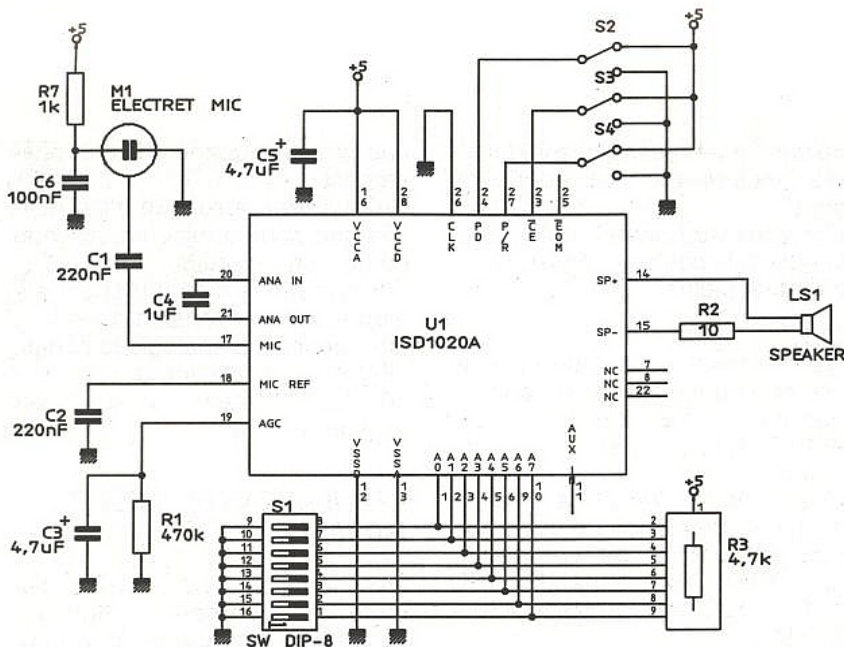 +5
R7
1k
M1
ELECTRET MIC
C6
100nF
C1
220nF
+5
C5
+
4,7uF
S2
S3
S4
+5
16
28
26
24
27
23
25
VCCA
VCCD
CLK
PD
P/R
CE
EOM
20
ANA IN
C4
1uF
21
ANA OUT
17
MIC
18
MIC REF
19
AGC
C2
220nF
U1
ISD1020A
SP+
14
SP-
15
R2
10
LS1
SPEAKER
NC
7
NC
8
NC
22
VSSD
VSSA
A0
A1
A2
A3
A4
A5
A6
A7
AUX IN
12
13
1
2
3
4
5
6
9
10
11
C3
+
4,7uF
R1
470k
S1
9 8
10 7
11 6
12 5
13 4
14 3
15 2
16 1
SW DIP-8
+5
1
2
3
4
5
6
7
8
9
R3
4,7k